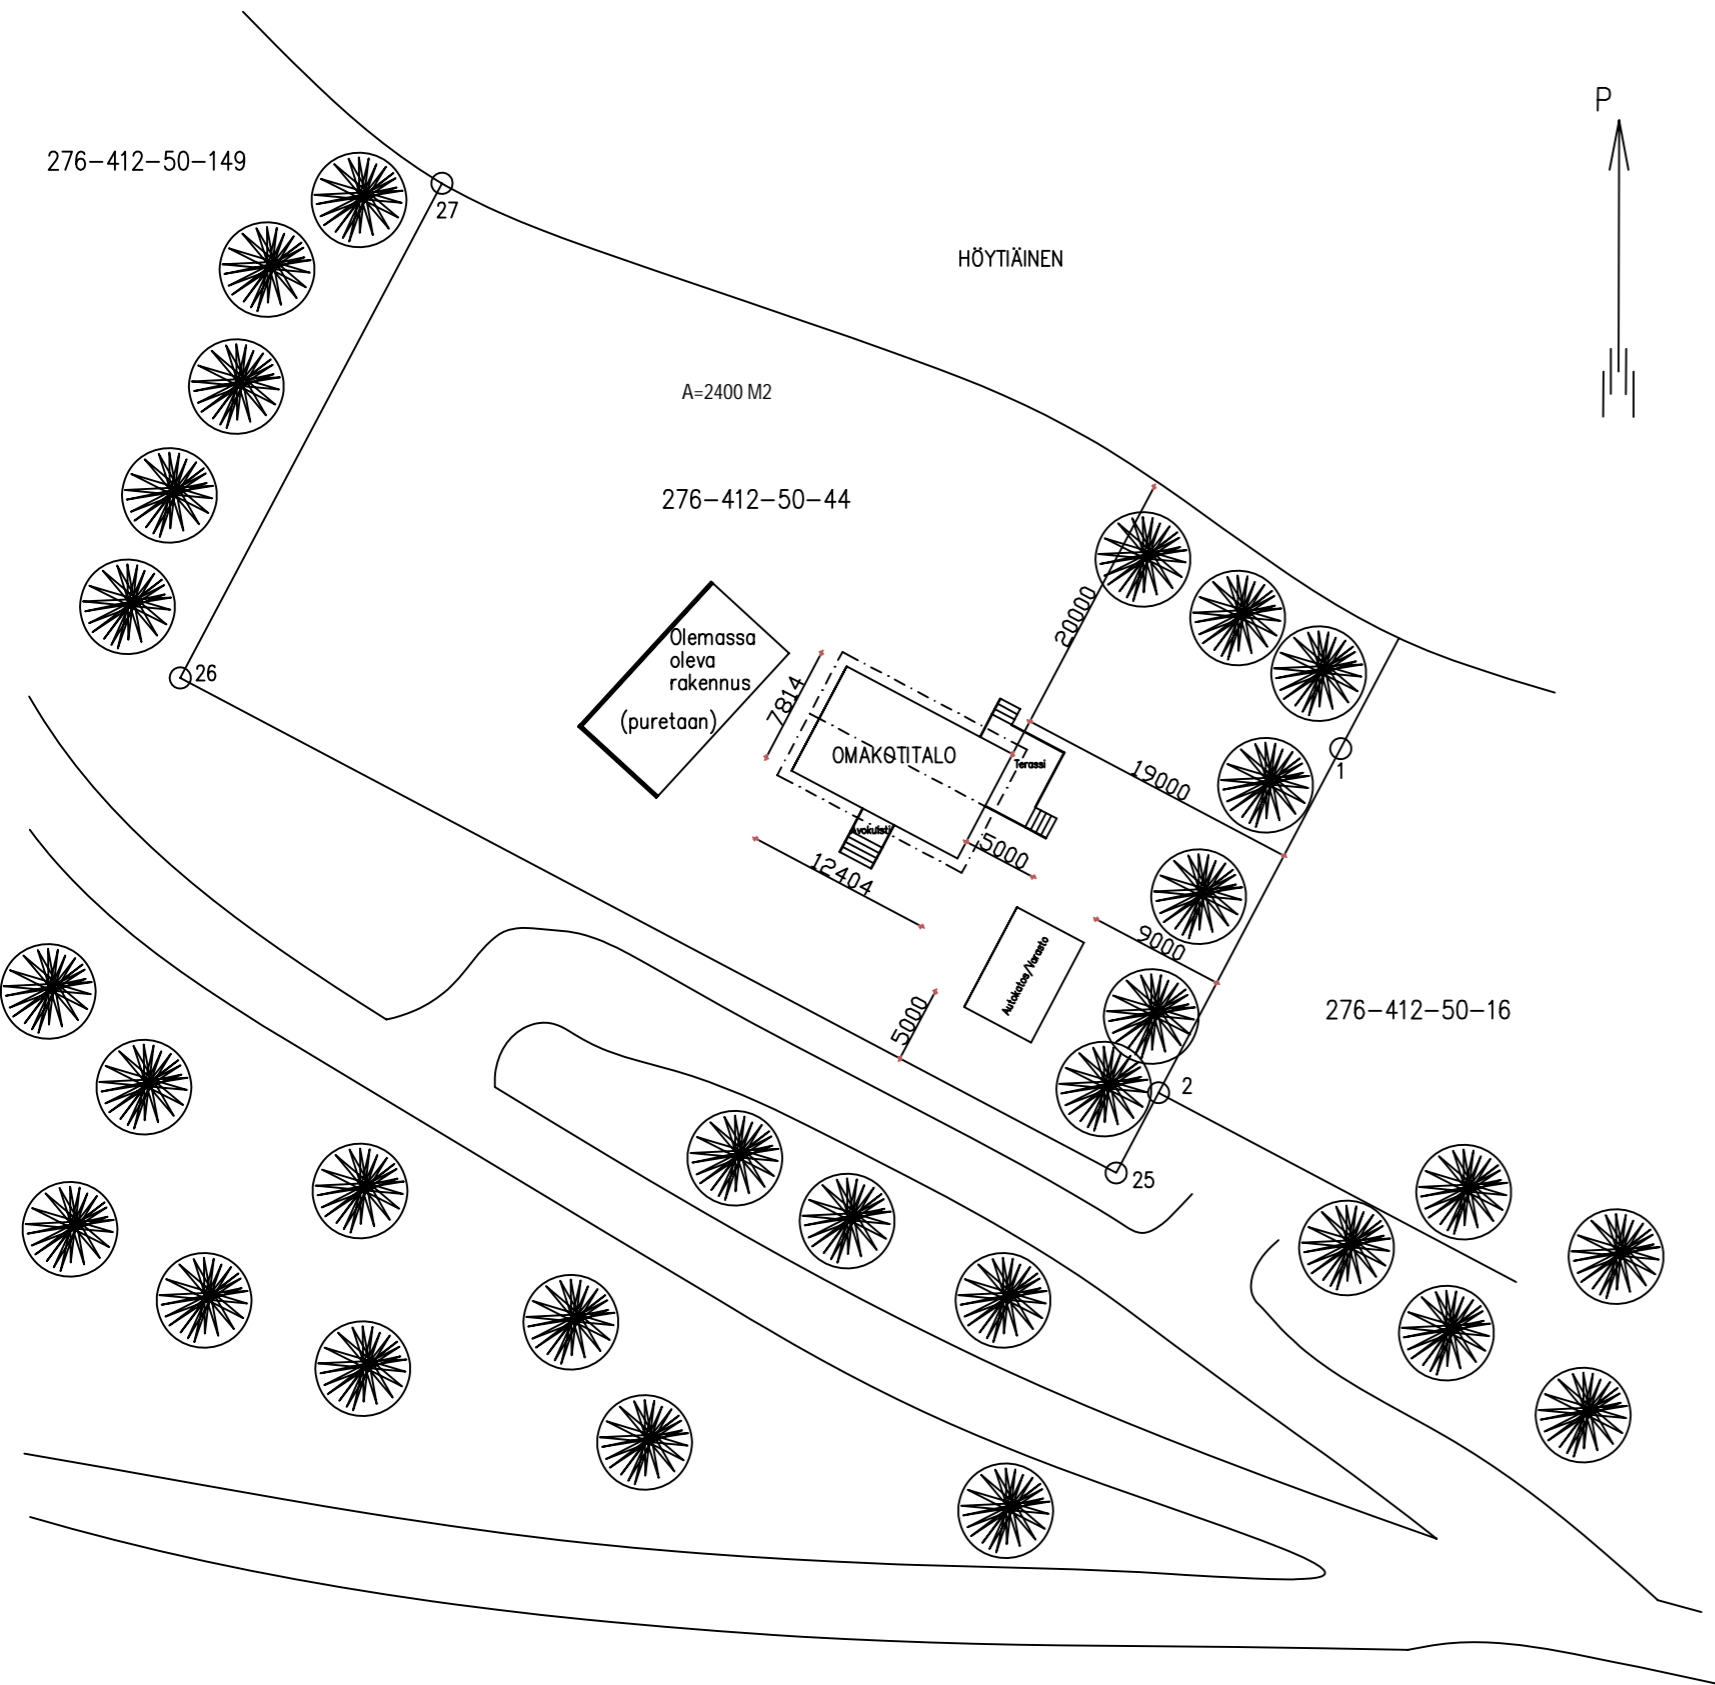 P
276-412-50-149
27
HÖYTIÄINEN
A=2400 M2
276-412-50-44
20000
Olemassa
oleva
rakennus
(puretaan)
26
7814
OMAKOTITALO
Terassi
19000
1
Avokuisti
12404
5000
9000
Autokatos/Varasto
5000
276-412-50-16
2
25